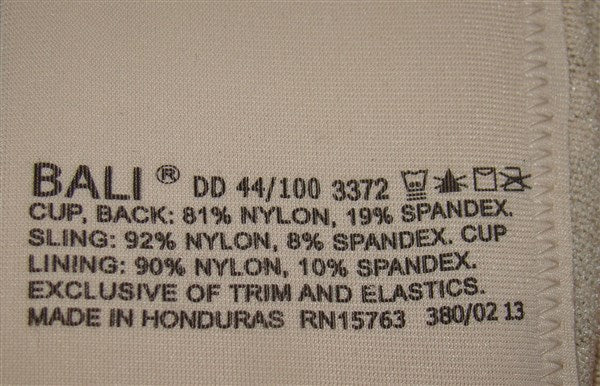 BALI® DD 44/100 3372
CUP, BACK: 81% NYLON, 19% SPANDEX.
SLING: 92% NYLON, 8% SPANDEX. CUP
LINING: 90% NYLON, 10% SPANDEX.
EXCLUSIVE OF TRIM AND ELASTICS.
MADE IN HONDURAS RN15763 380/02 13